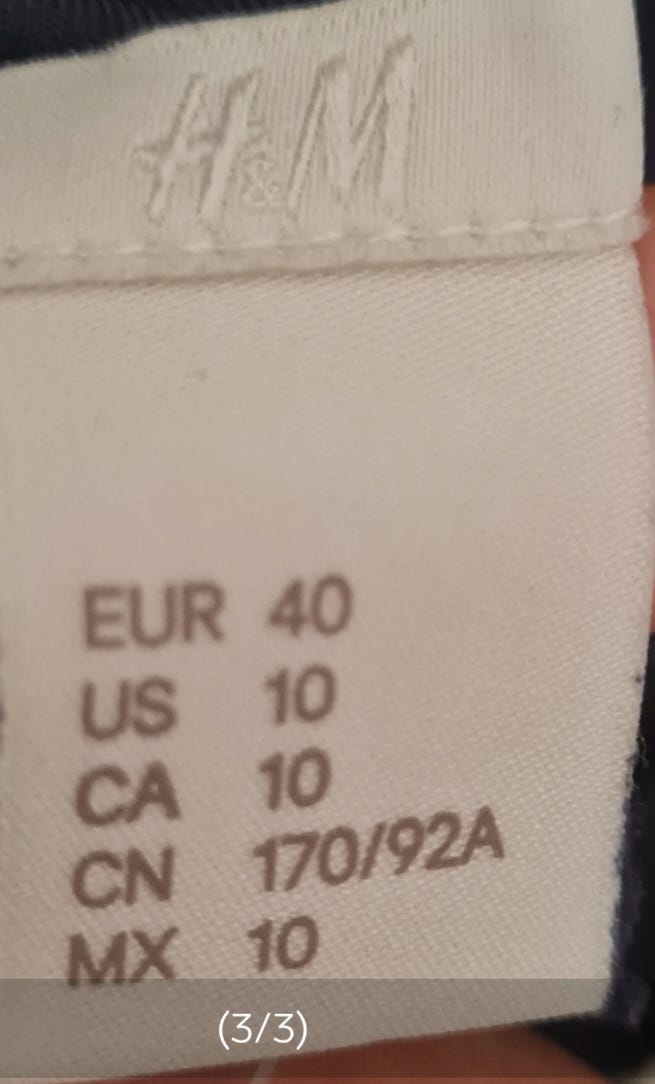 H&M
EUR 40
US 10
CA 10
CN 170/92A
MX 10
(3/3)